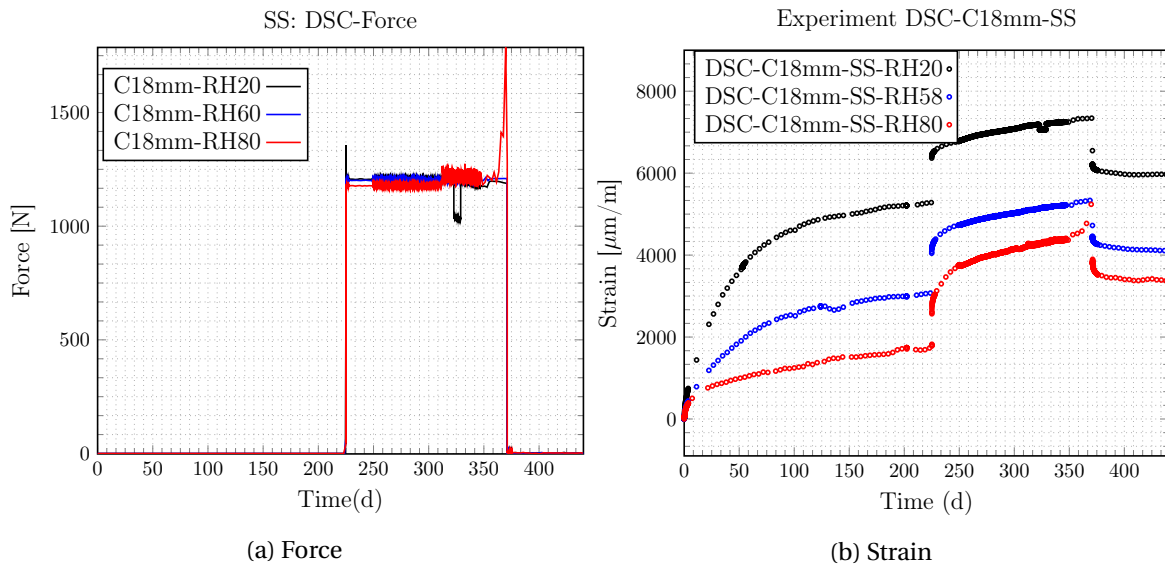 SS: DSC-Force
C18mm-RH20
C18mm-RH60
C18mm-RH80
Force [N]
1500
1000
500
0
0 50 100 150 200 250 300 350 400
Time(d)
(a) Force
Experiment DSC-C18mm-SS
DSC-C18mm-SS-RH20
DSC-C18mm-SS-RH58
DSC-C18mm-SS-RH80
Strain [μm/m]
8000
6000
4000
2000
0
0 50 100 150 200 250 300 350 400
Time (d)
(b) Strain